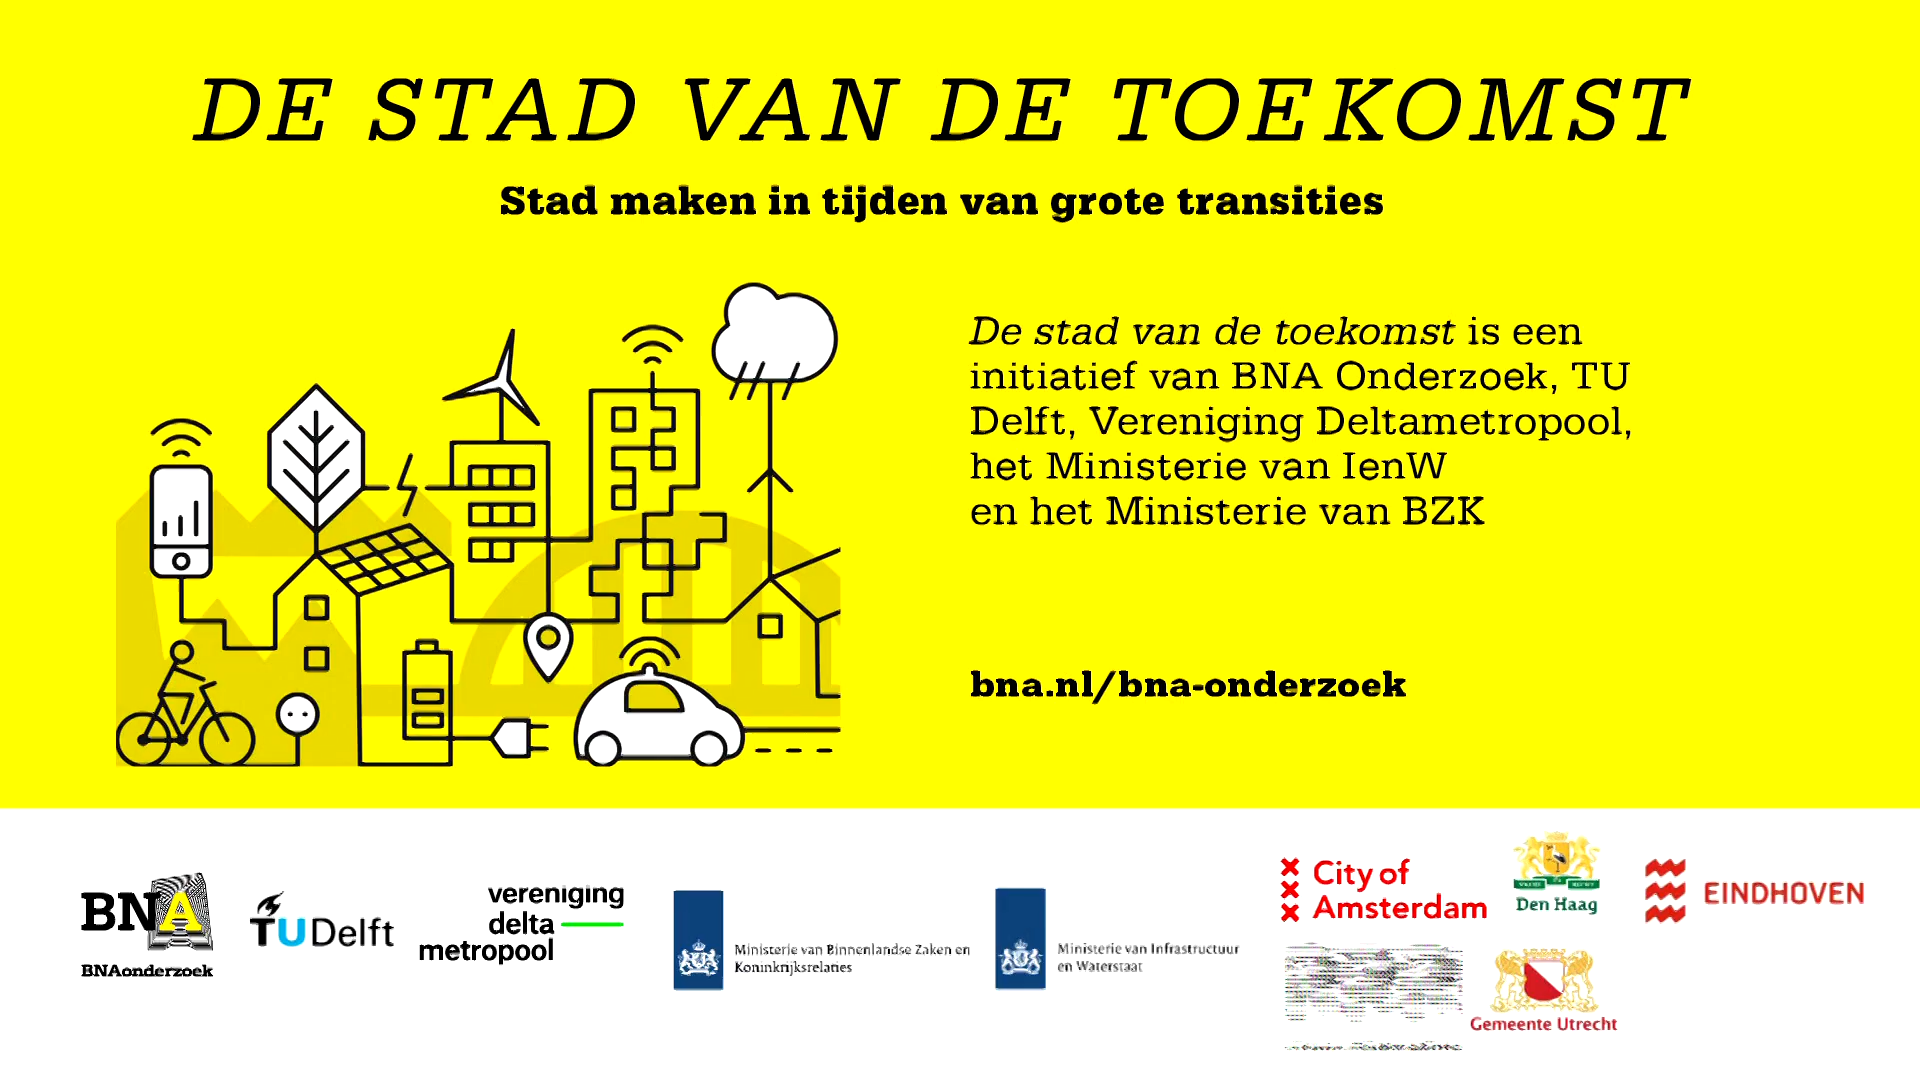 DE STAD VAN DE TOEKOMST
Stad maken in tijden van grote transities
De stad van de toekomst is een
initiatief van BNA Onderzoek, TU
Delft, Vereniging Deltametropool,
het Ministerie van IenW
en het Ministerie van BZK
bna.nl/bna-onderzoek
BNA
BNAonderzoek
TU Delft
vereniging
delta
metropool
Ministerie van Binnenlandse Zaken en
Koninkrijksrelaties
Ministerie van Infrastructuur
en Waterstaat
City of
Amsterdam
Den Haag
EINDHOVEN
Gemeente Utrecht